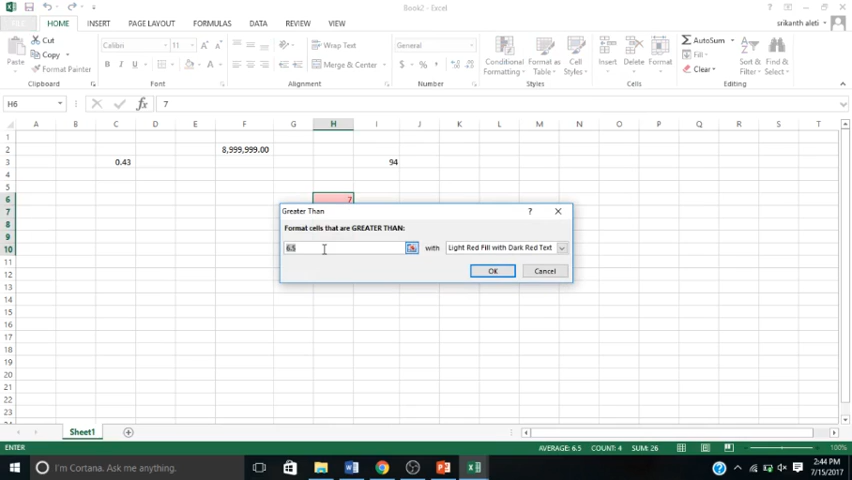 Book2 - Excel
FILE HOME INSERT PAGE LAYOUT FORMULAS DATA REVIEW VIEW srikanth aleti
Cut Calibri 11 Wrap Text General AutoSum
Copy Fill
Paste Format Painter Merge & Center Conditional Formatting Format as Table Cell Styles Insert Delete Format Clear Sort & Filter Find & Select
Clipboard Font Alignment Number Styles Cells Editing
H6 7
A B C D E F G H I J K L M N O P Q R S T
1
2 8,999,999.00
3 0.43 94
4
5
6 7
7 Greater Than ?
8 Format cells that are GREATER THAN:
9
10 6.5 with Light Red Fill with Dark Red Text
11
12 OK Cancel
13
14
15
16
17
18
19
20
21
22
23
24
Sheet1
ENTER AVERAGE: 6.5 COUNT: 4 SUM: 26 100%
I'm Cortana. Ask me anything. 2:44 PM
7/15/2017